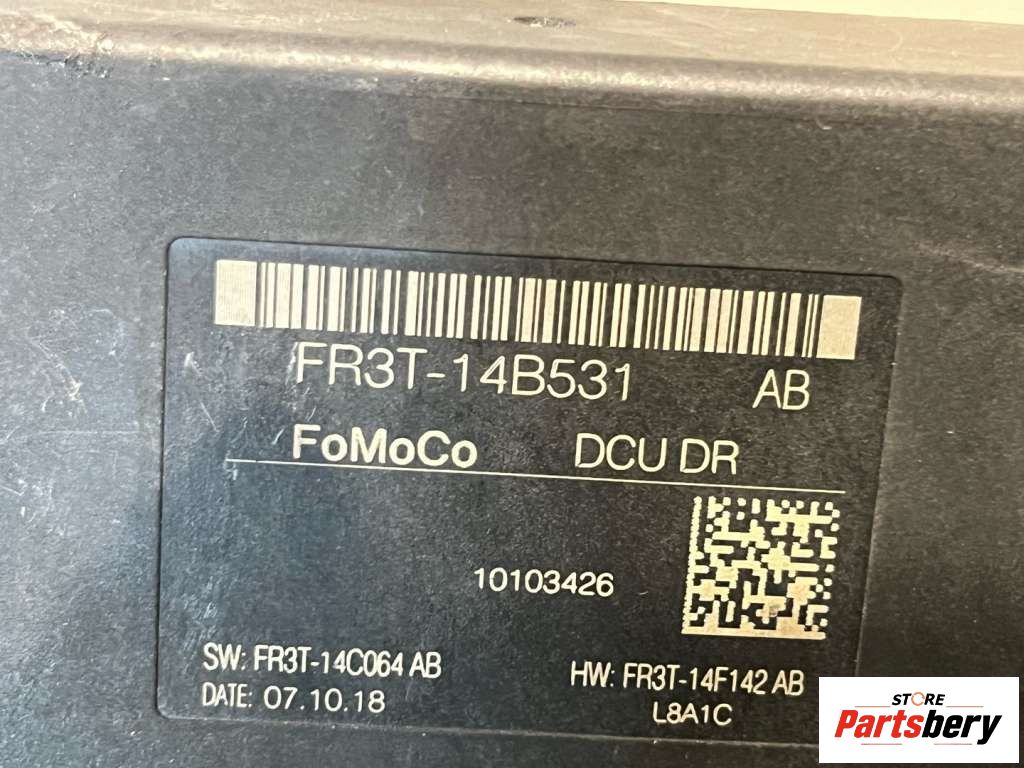 FR3T-14B531 AB
FoMoCo DCU DR
10103426
SW: FR3T-14C064 AB
HW: FR3T-14F142 AB
DATE: 07.10.18
L8A1C
STORE
Partsbery